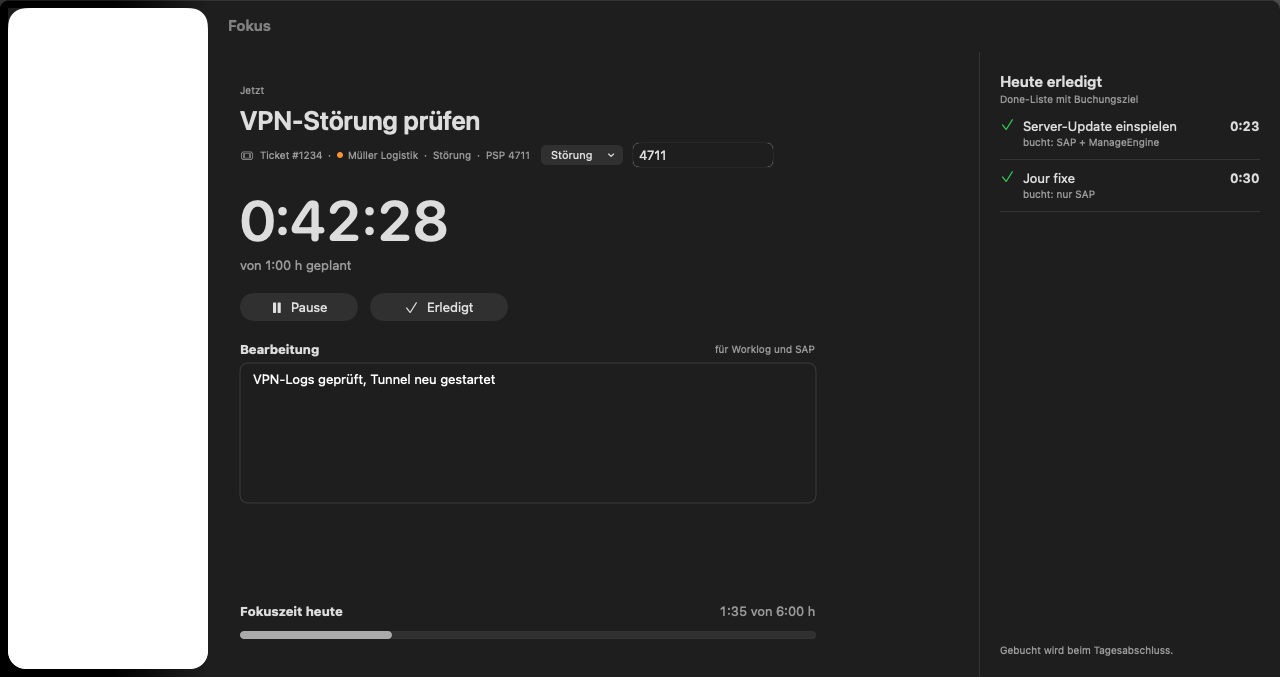 Fokus
Jetzt
VPN-Störung prüfen
Ticket #1234 · Müller Logistik · Störung · PSP 4711 Störung 4711
0:42:28
von 1:00 h geplant
Pause Erledigt
Bearbeitung für Worklog und SAP
VPN-Logs geprüft, Tunnel neu gestartet
Fokuszeit heute 1:35 von 6:00 h
Heute erledigt
Done-Liste mit Buchungsziel
Server-Update einspielen 0:23
bucht: SAP + ManageEngine
Jour fixe 0:30
bucht: nur SAP
Gebucht wird beim Tagesabschluss.